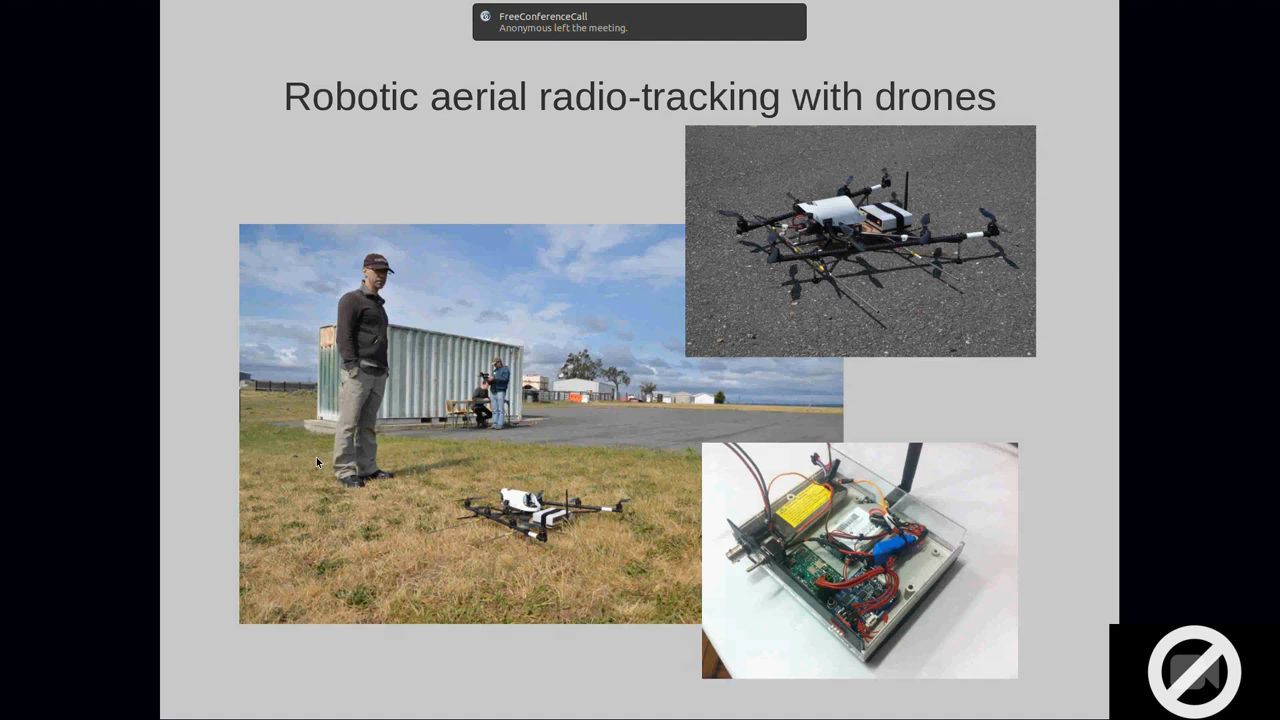 FreeConferenceCall
Anonymous left the meeting.
Robotic aerial radio-tracking with drones